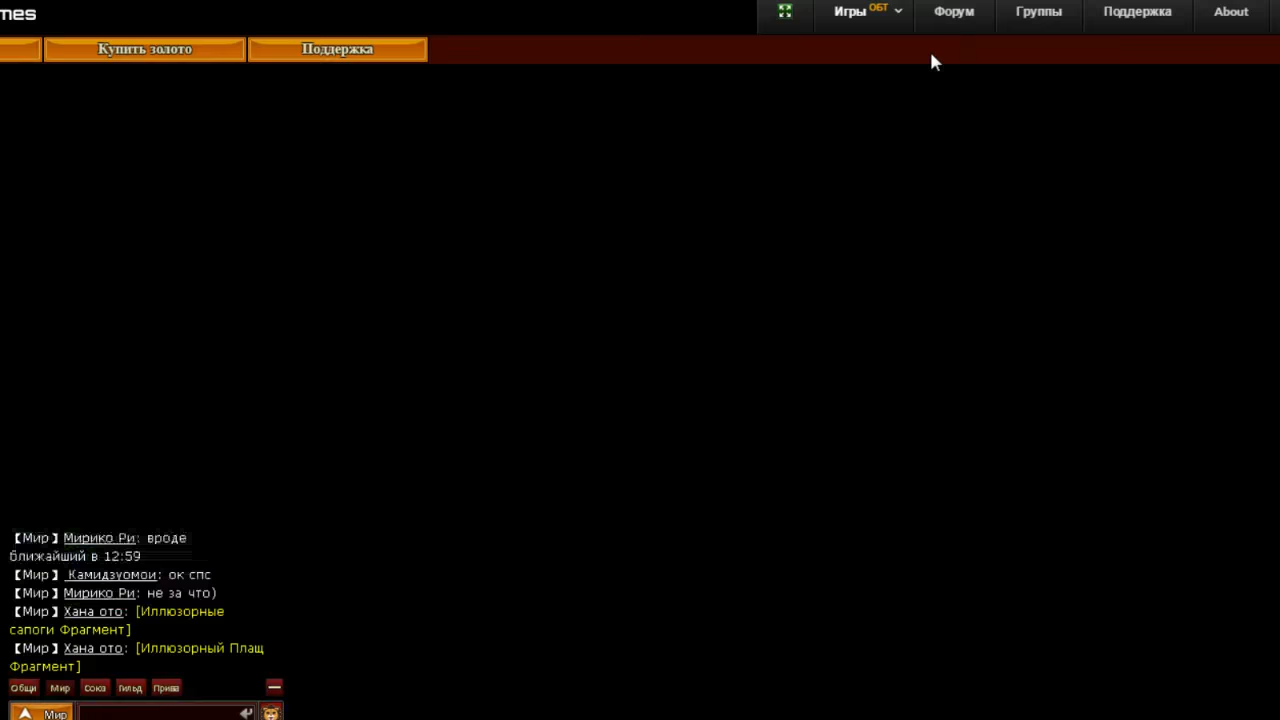 mes
Игры ОБТ
Форум
Группы
Поддержка
About
Купить золото
Поддержка
【Мир】Мирико Ри: вроде
ближайший в 12:59
【Мир】 Камидзуомои: ок спс
【Мир】Мирико Ри: не за что)
【Мир】Хана ото: [Иллюзорные
сапоги Фрагмент]
【Мир】Хана ото: [Иллюзорный Плащ
Фрагмент]
Общи Мир Союз Гильд Прива
Мир